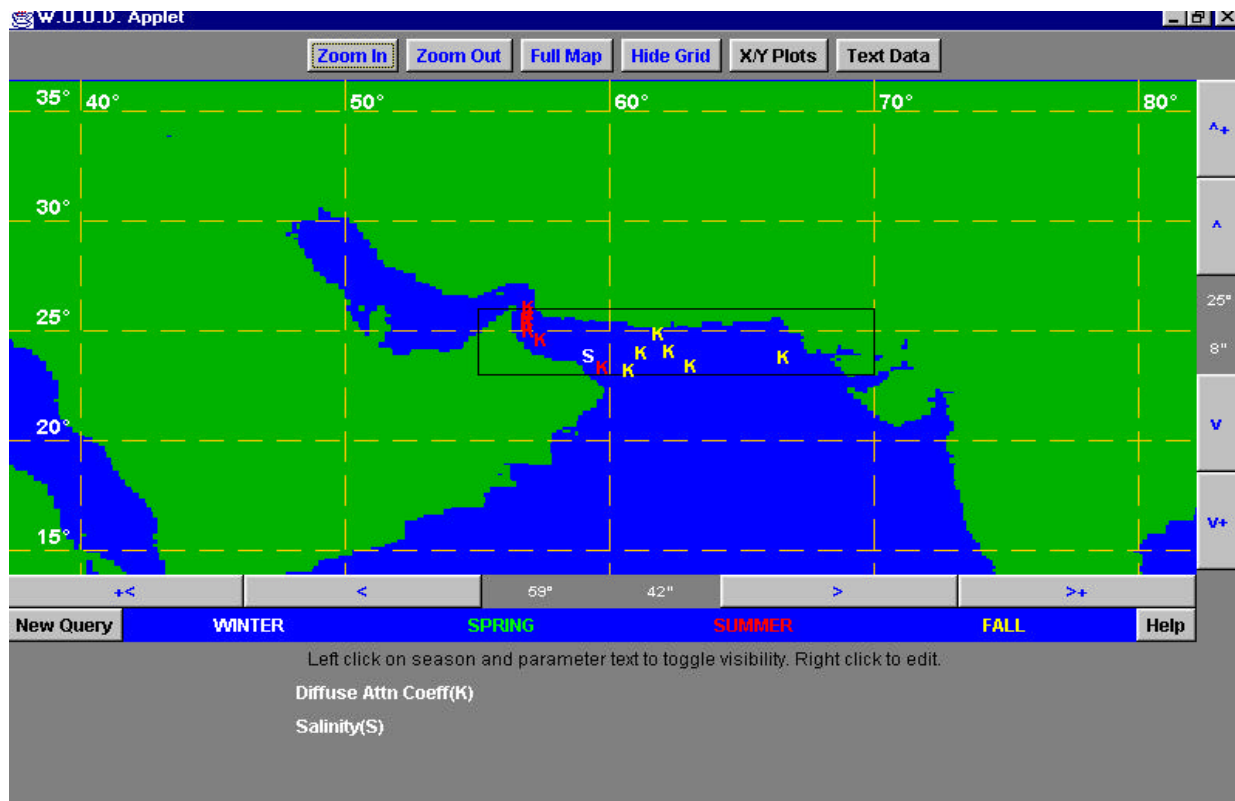 W.U.U.D. Applet
Zoom In Zoom Out Full Map Hide Grid X/Y Plots Text Data
35° 40° 50° 60° 70° 80°
^+
30°
^
25°
25"
K
K
K
K
8"
S K K
K K K K
20°
V
15°
V+
+< < 59" 42" > >+
New Query WINTER SPRING SUMMER FALL Help
Left click on season and parameter text to toggle visibility. Right click to edit.
Diffuse Attn Coeff(K)
Salinity(S)